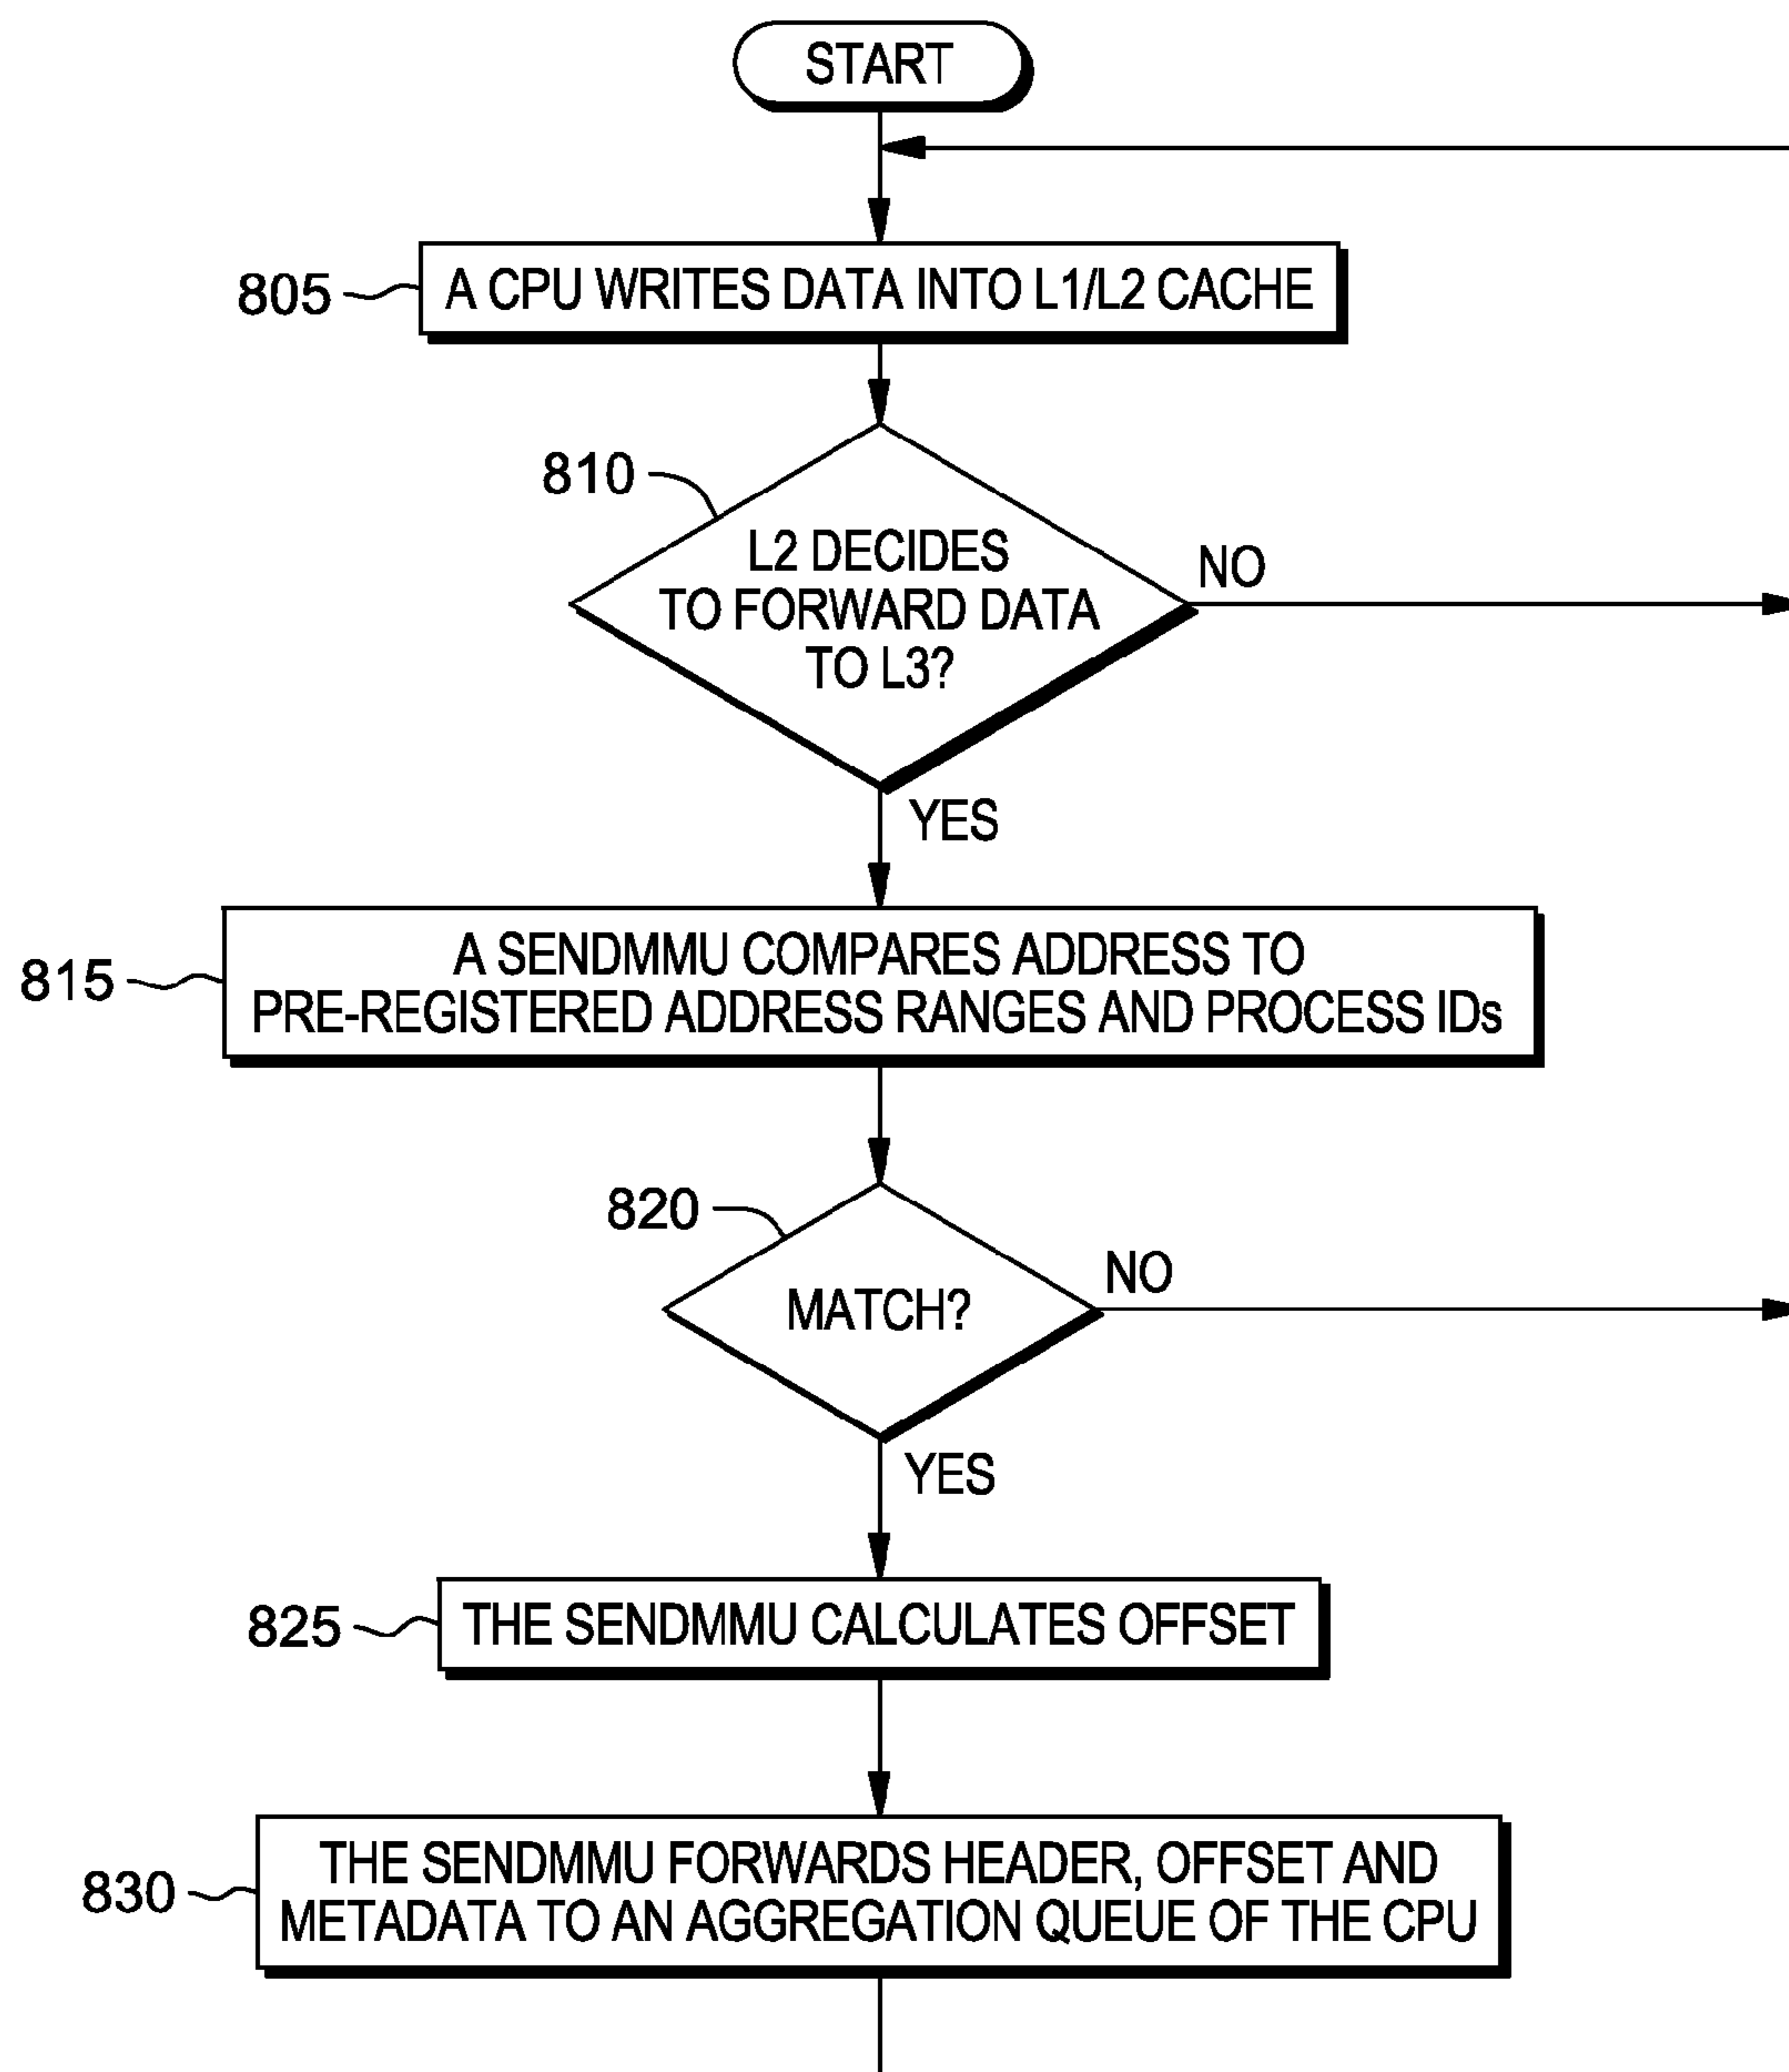 START
805
A CPU WRITES DATA INTO L1/L2 CACHE
810
L2 DECIDES
TO FORWARD DATA
TO L3?
NO
YES
815
A SENDMMU COMPARES ADDRESS TO
PRE-REGISTERED ADDRESS RANGES AND PROCESS IDs
820
MATCH?
NO
YES
825
THE SENDMMU CALCULATES OFFSET
830
THE SENDMMU FORWARDS HEADER, OFFSET AND
METADATA TO AN AGGREGATION QUEUE OF THE CPU